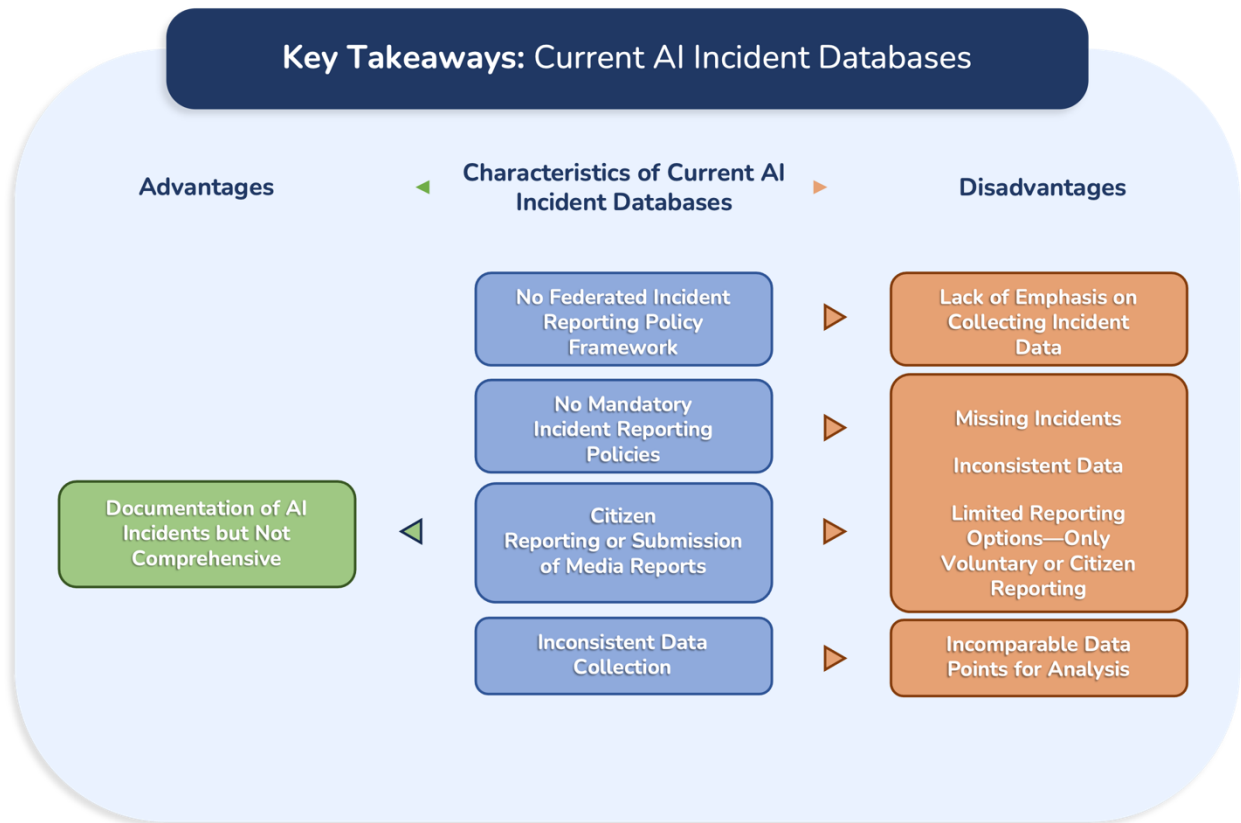 Key Takeaways: Current AI Incident Databases
Advantages
Characteristics of Current AI
Incident Databases
Disadvantages
No Federated Incident
Reporting Policy
Framework
Lack of Emphasis on
Collecting Incident
Data
No Mandatory
Incident Reporting
Policies
Missing Incidents
Inconsistent Data
Limited Reporting
Options—Only
Voluntary or Citizen
Reporting
Documentation of AI
Incidents but Not
Comprehensive
Citizen
Reporting or Submission
of Media Reports
Inconsistent Data
Collection
Incomparable Data
Points for Analysis